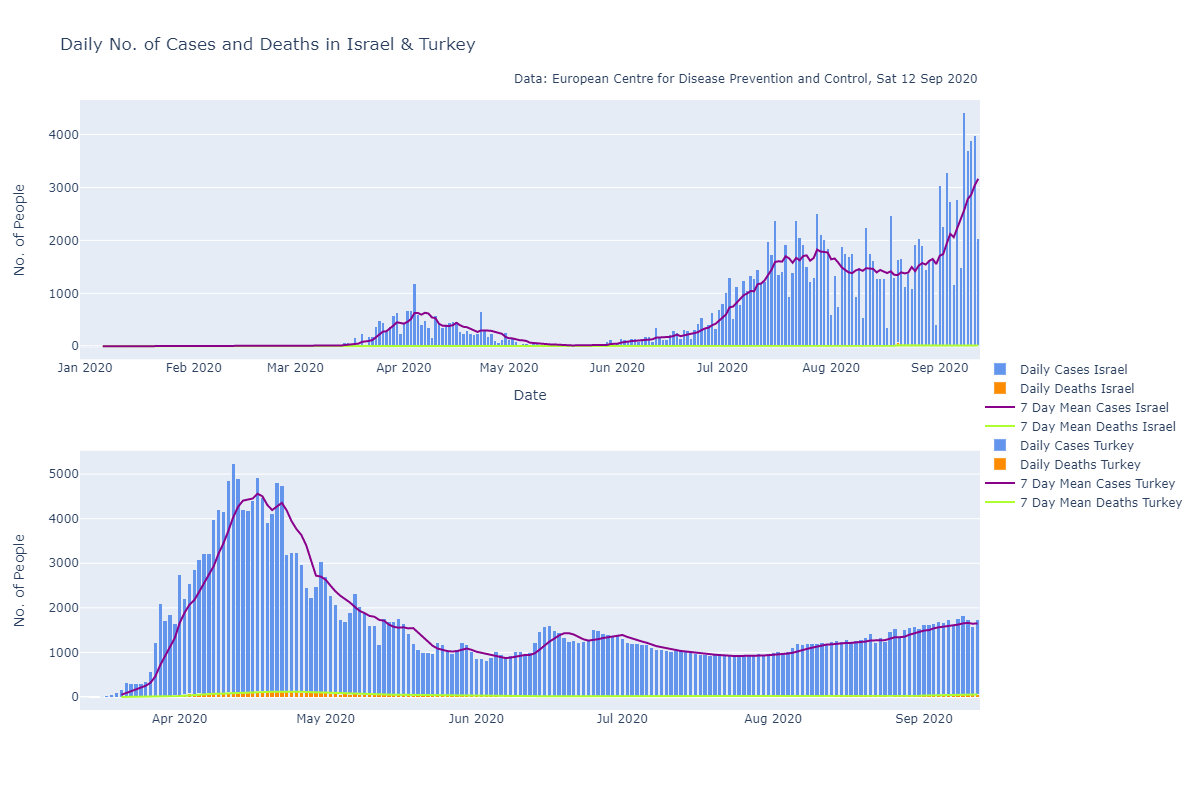 Daily No. of Cases and Deaths in Israel & Turkey
Data: European Centre for Disease Prevention and Control, Sat 12 Sep 2020
No. of People
4000
3000
2000
1000
0
Jan 2020 Feb 2020 Mar 2020 Apr 2020 May 2020 Jun 2020 Jul 2020 Aug 2020 Sep 2020
Date
Daily Cases Israel
Daily Deaths Israel
7 Day Mean Cases Israel
7 Day Mean Deaths Israel
Daily Cases Turkey
Daily Deaths Turkey
7 Day Mean Cases Turkey
7 Day Mean Deaths Turkey
No. of People
5000
4000
3000
2000
1000
0
Apr 2020 May 2020 Jun 2020 Jul 2020 Aug 2020 Sep 2020